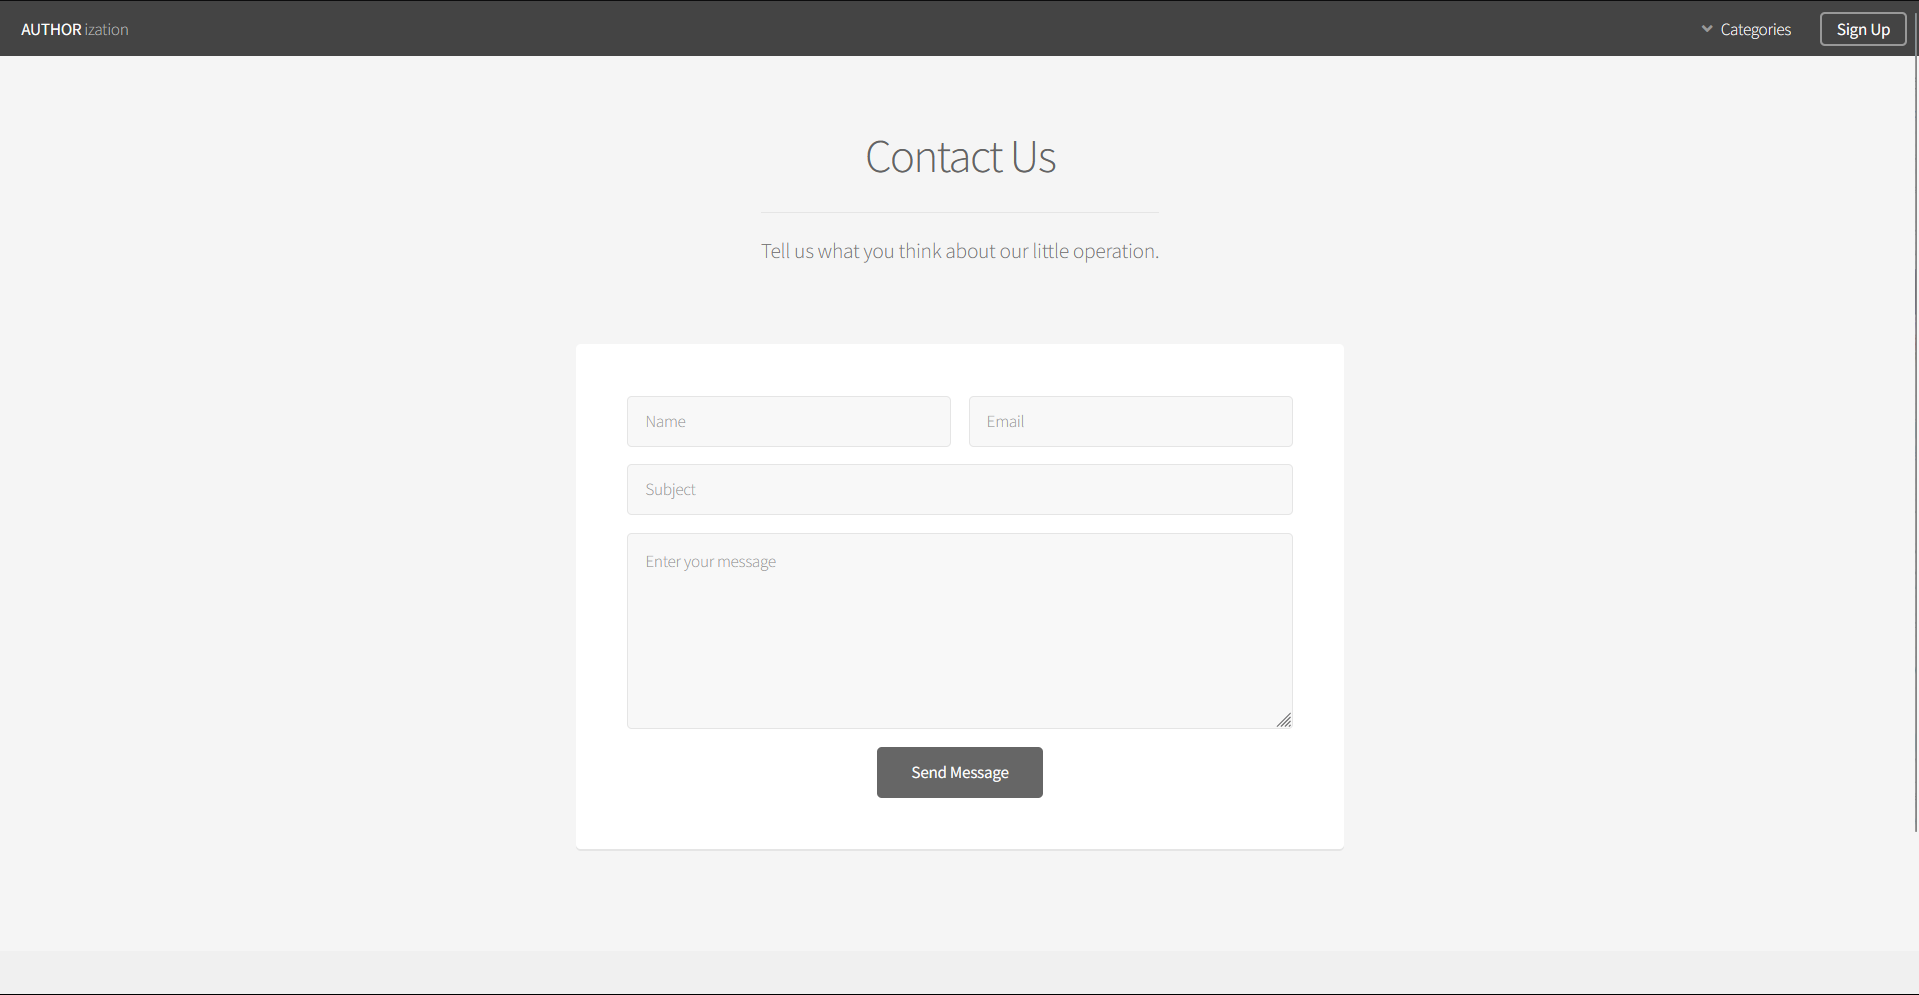 AUTHOR ization
Categories
Sign Up
Contact Us
Tell us what you think about our little operation.
Name
Email
Subject
Enter your message
Send Message